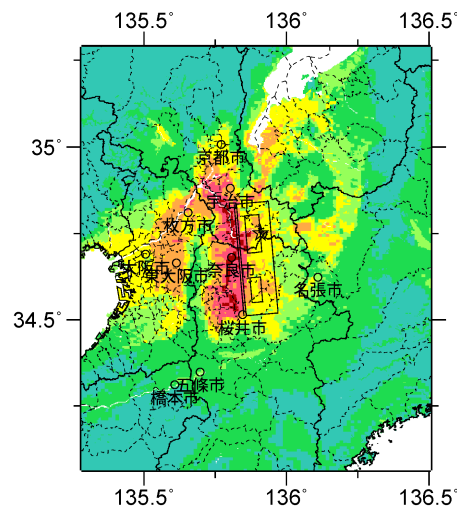 135.5°
136°
136.5°
35°
34.5°
京都市
宇治市
枚方市
大阪市
東大阪市
奈良市
名張市
桜井市
五條市
橋本市
135.5°
136°
136.5°